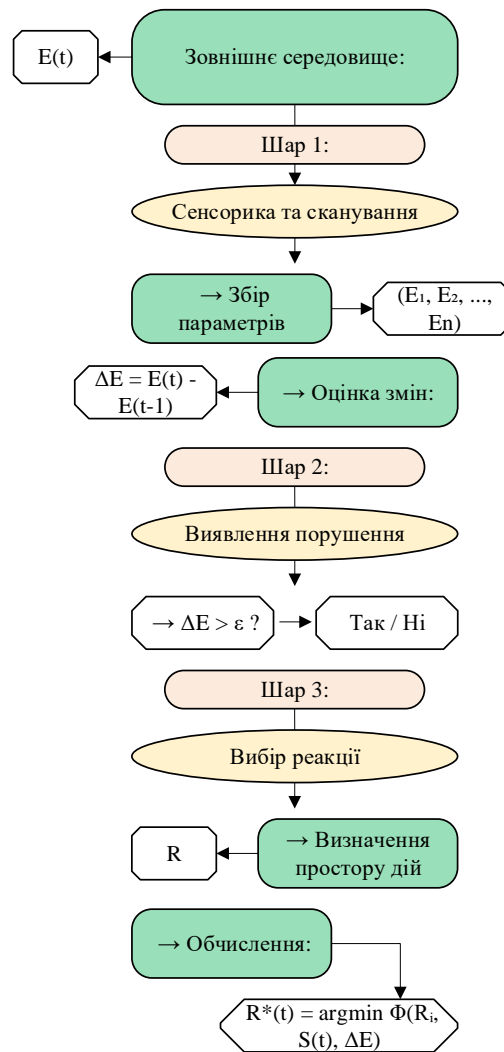 E(t)
Зовнішнє середовище:
Шар 1:
Сенсорика та сканування
→ Збір
параметрів
(E₁, E₂, ...,
En)
ΔE = E(t) -
E(t-1)
→ Оцінка змін:
Шар 2:
Виявлення порушення
→ ΔE > ε ?
Так / Ні
Шар 3:
Вибір реакції
R
→ Визначення
простору дій
→ Обчислення:
R*(t) = argmin Φ(Rᵢ,
S(t), ΔE)